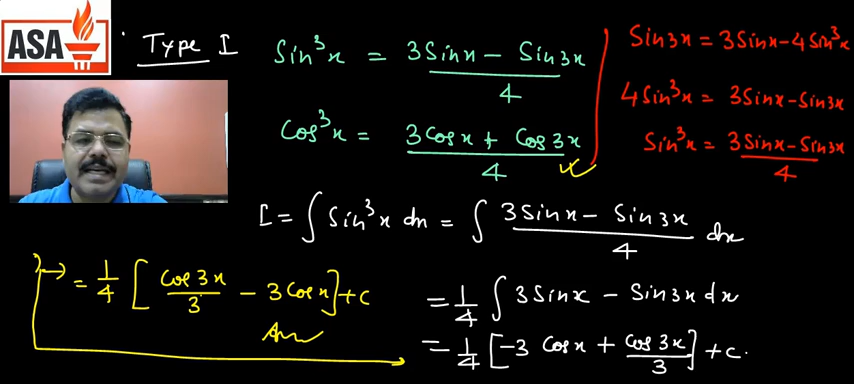 ASA
Type I
Sin³x = 3Sinx - Sin3x / 4
Cos³x = 3Cosx + Cos3x / 4
Sin3x = 3Sinx - 4Sin³x
4Sin³x = 3Sinx - Sin3x
Sin³x = 3Sinx - Sin3x / 4
I = ∫ Sin³x dx = ∫ 3Sinx - Sin3x / 4 dx
= 1/4 ∫ 3Sinx - Sin3x dx
= 1/4 [-3 Cosx + Cos3x/3] + c.
= 1/4 [Cos3x/3 - 3Cosx] + c
Ans